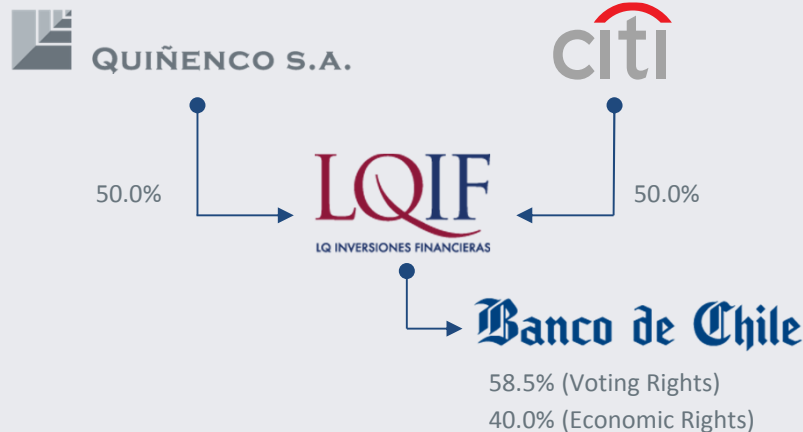 QUIÑENCO S.A.
citi
50.0%
50.0%
LQIF
LQ INVERSIONES FINANCIERAS
Banco de Chile
58.5% (Voting Rights)
40.0% (Economic Rights)